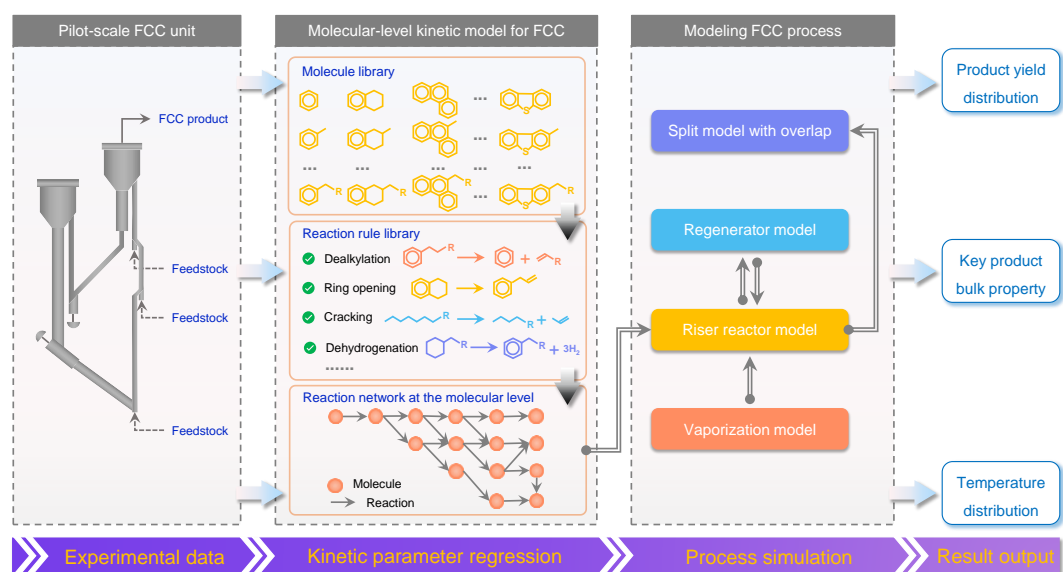 Pilot-scale FCC unit
FCC product
Feedstock
Feedstock
Feedstock
Molecular-level kinetic model for FCC
Molecule library
...
S
...
S
... ... ... ...
R
R
R
...
S
R
Reaction rule library
Dealkylation
R
+
R
Ring opening
Cracking
R
R
+
Dehydrogenation
R
R
+ 3H₂
......
Reaction network at the molecular level
Molecule
Reaction
Modeling FCC process
Split model with overlap
Regenerator model
Riser reactor model
Vaporization model
Product yield
distribution
Key product
bulk property
Temperature
distribution
Experimental data
Kinetic parameter regression
Process simulation
Result output